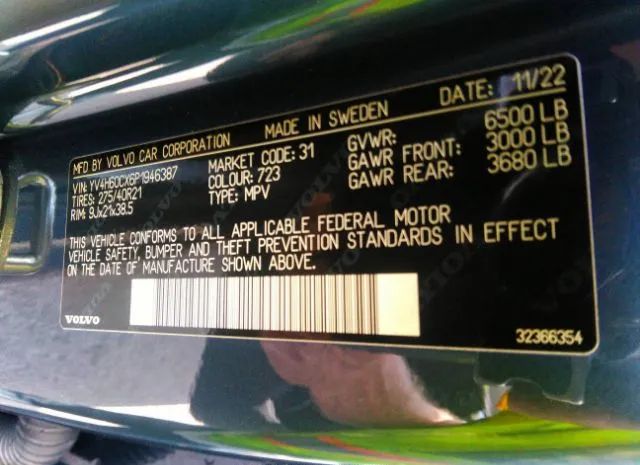 MFD BY VOLVO CAR CORPORATION MADE IN SWEDEN DATE: 11/22
VIN: YV4H60CX6P1946387 MARKET CODE: 31 GVWR: 6500 LB
TIRES: 275/40R21 COLOUR: 723 GAWR FRONT: 3000 LB
RIM: 9Jx21x38.5 TYPE: MPV GAWR REAR: 3680 LB
THIS VEHICLE CONFORMS TO ALL APPLICABLE FEDERAL MOTOR
VEHICLE SAFETY, BUMPER AND THEFT PREVENTION STANDARDS IN EFFECT
ON THE DATE OF MANUFACTURE SHOWN ABOVE.
VOLVO 32366354